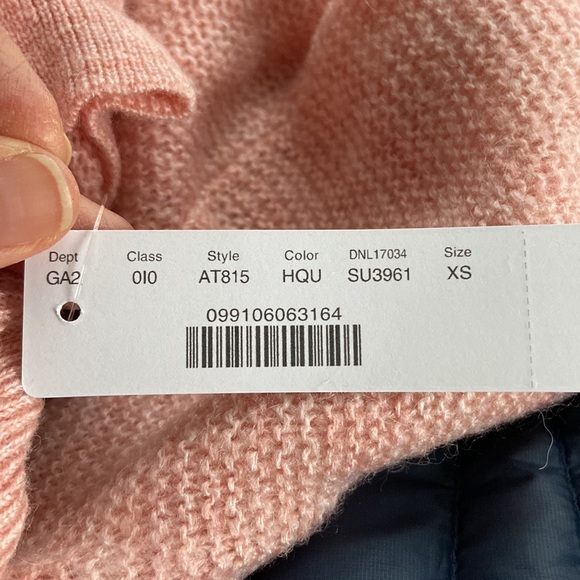 Dept Class Style Color DNL17034 Size
GA2 0I0 AT815 HQU SU3961 XS
099106063164